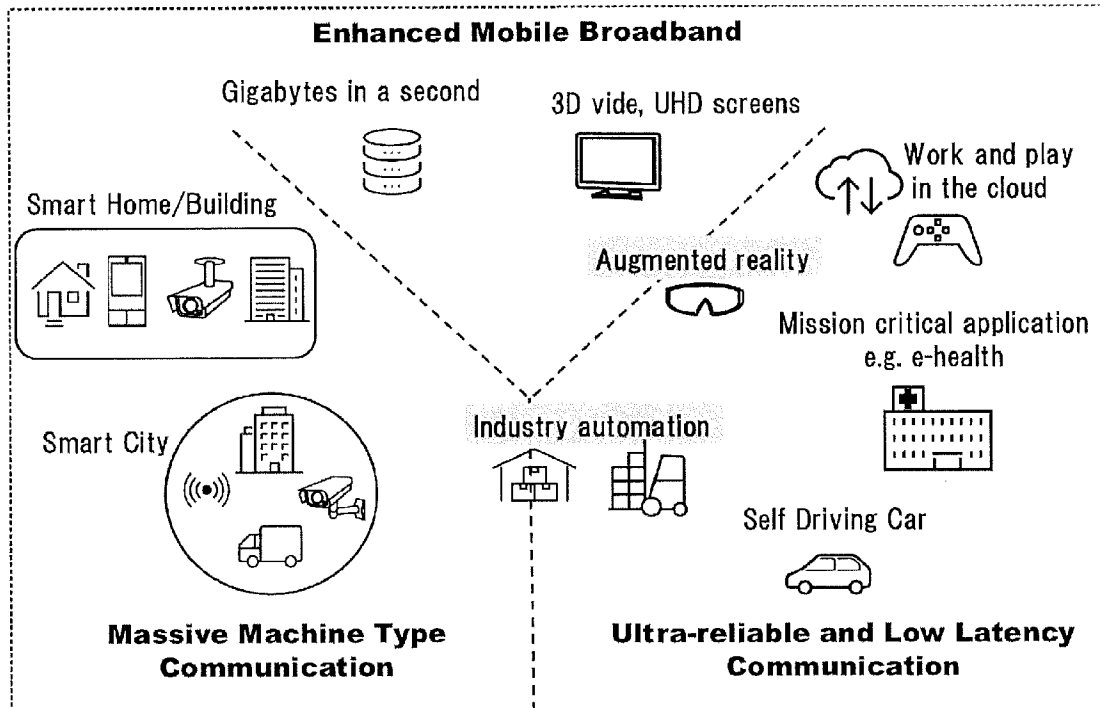 Enhanced Mobile Broadband
Gigabytes in a second
3D vide, UHD screens
Work and play
in the cloud
Smart Home/Building
Augmented reality
Mission critical application
e.g. e-health
Smart City
Industry automation
Self Driving Car
Massive Machine Type
Communication
Ultra-reliable and Low Latency
Communication